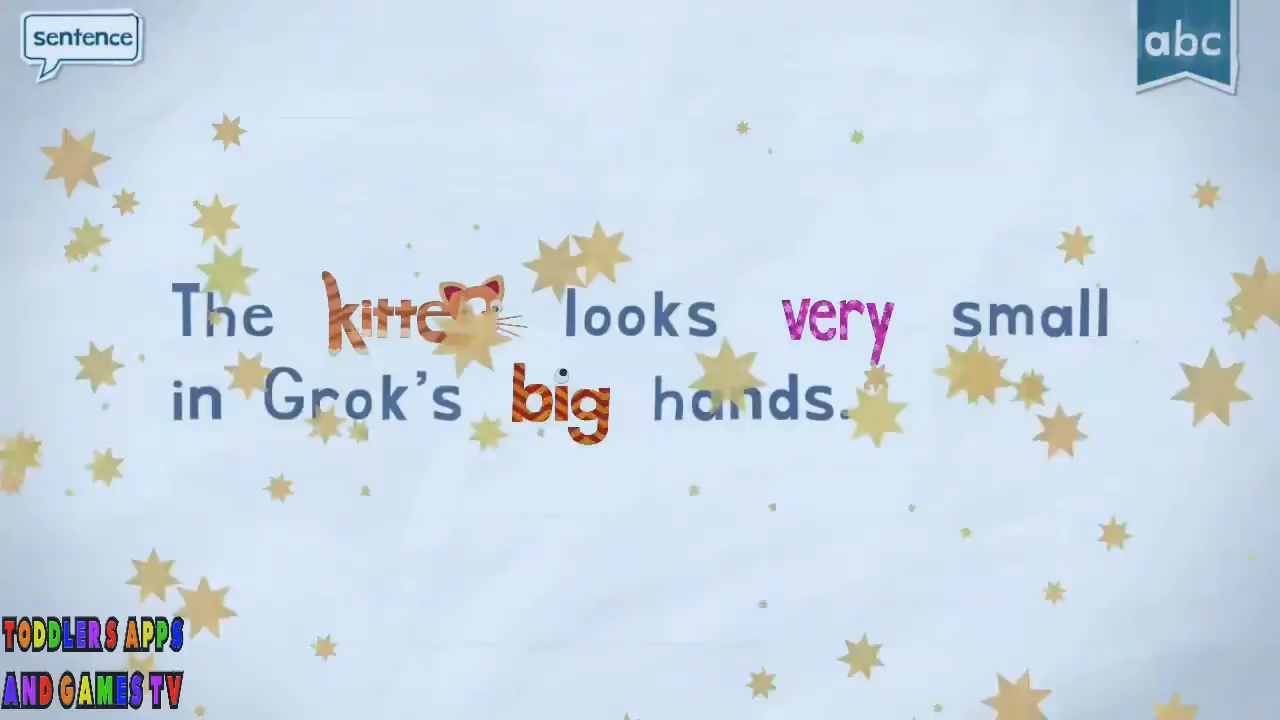 sentence
abc
The kitten looks very small
in Grok's big hands.
TODDLERS APPS
AND GAMES TV